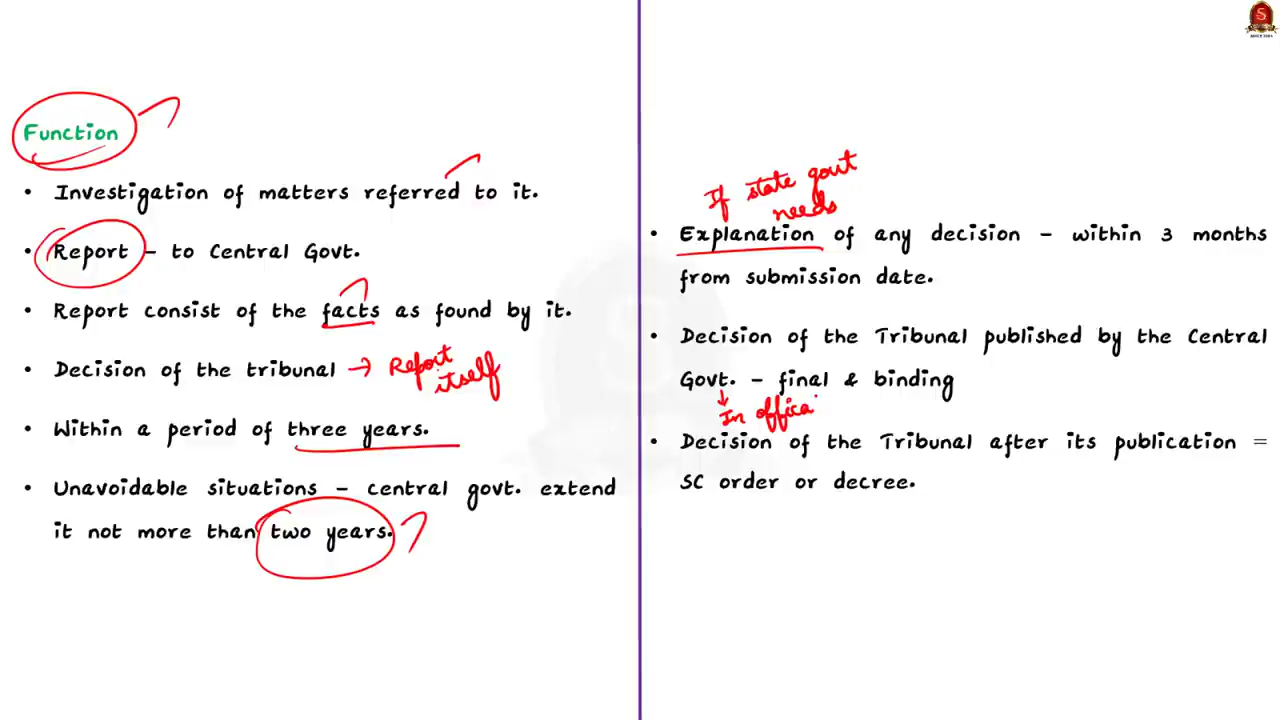 Function
• Investigation of matters referred to it.
• Report – to Central Govt.
• Report consist of the facts as found by it.
• Decision of the tribunal → Report
itself
• Within a period of three years.
• Unavoidable situations – central govt. extend
it not more than two years.
If state govt
needs
• Explanation of any decision – within 3 months
from submission date.
• Decision of the Tribunal published by the Central
Govt. – final & binding
In offica
• Decision of the Tribunal after its publication =
SC order or decree.